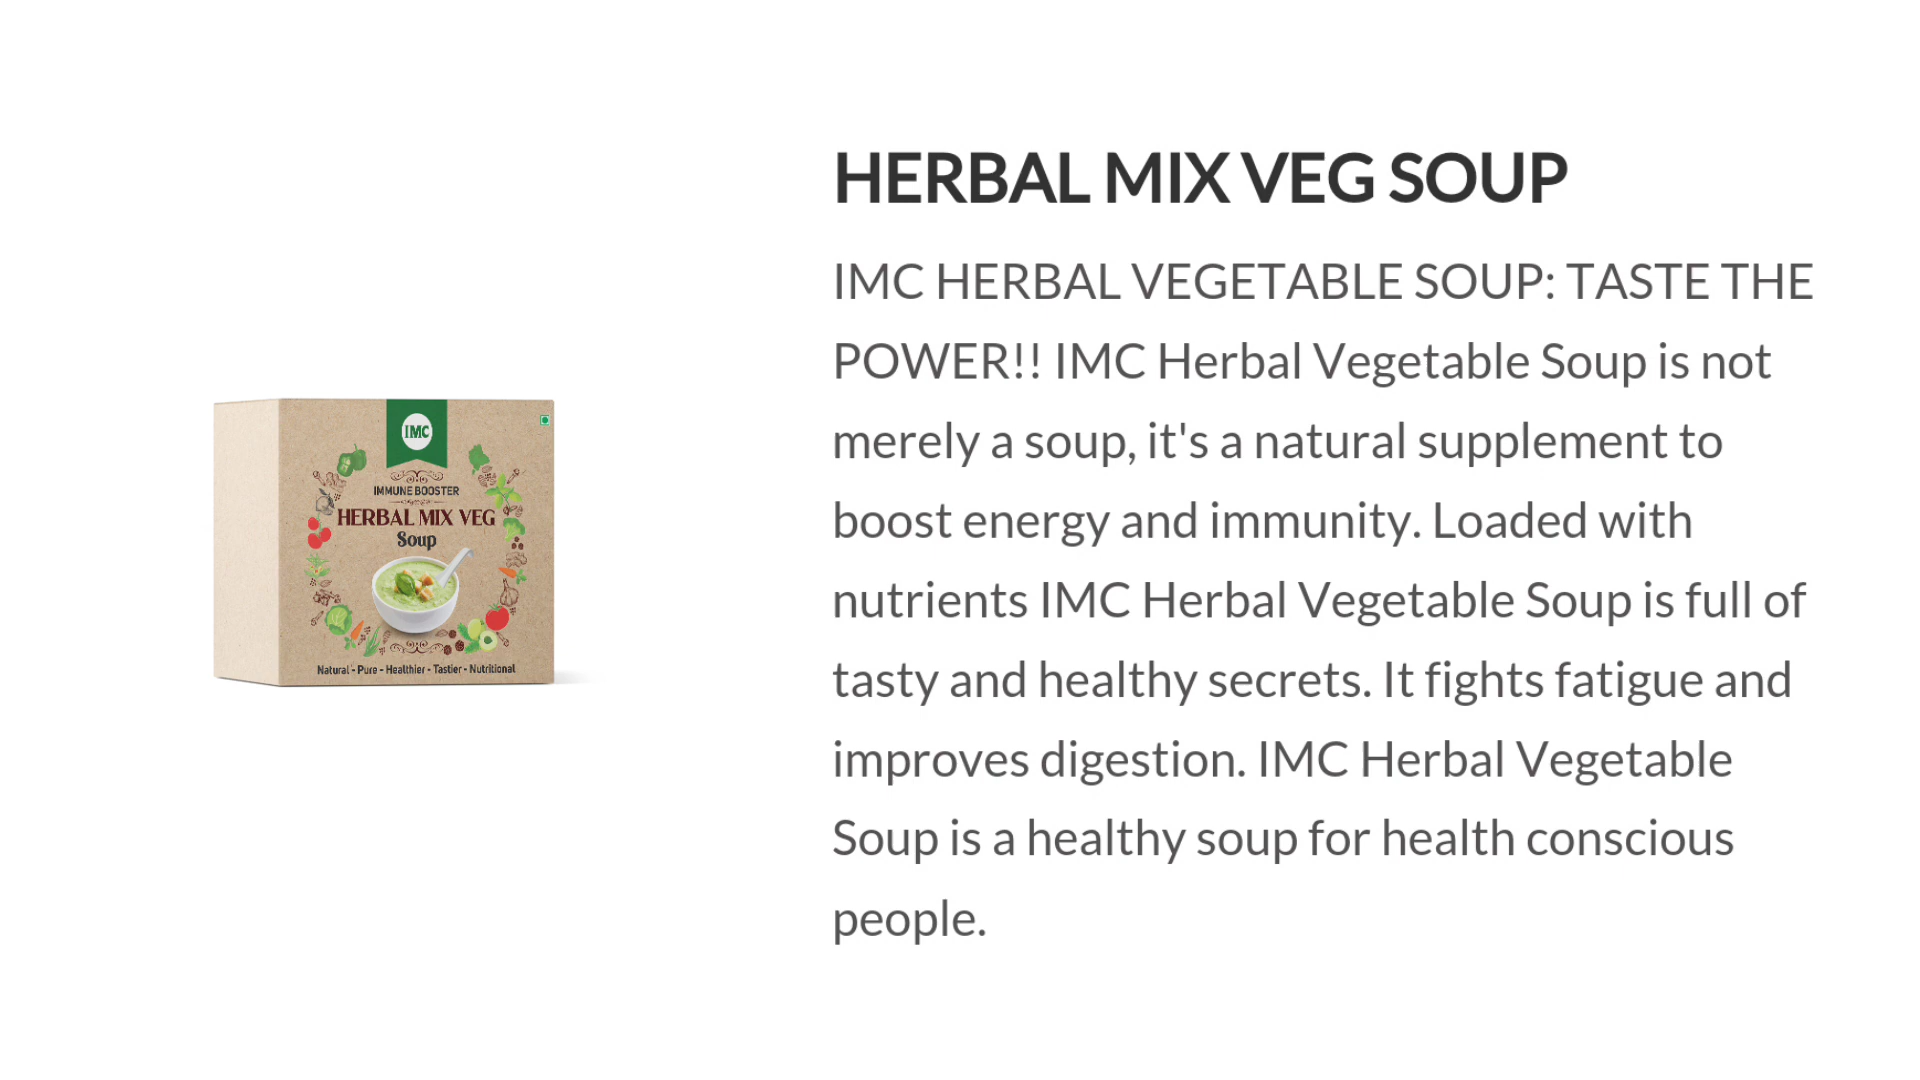 HERBAL MIX VEG SOUP
IMC HERBAL VEGETABLE SOUP: TASTE THE
POWER!! IMC Herbal Vegetable Soup is not
merely a soup, it's a natural supplement to
boost energy and immunity. Loaded with
nutrients IMC Herbal Vegetable Soup is full of
tasty and healthy secrets. It fights fatigue and
improves digestion. IMC Herbal Vegetable
Soup is a healthy soup for health conscious
people.
IMC
IMMUNE BOOSTER
HERBAL MIX VEG
Soup
Natural - Pure - Healthier - Tastier - Nutritional